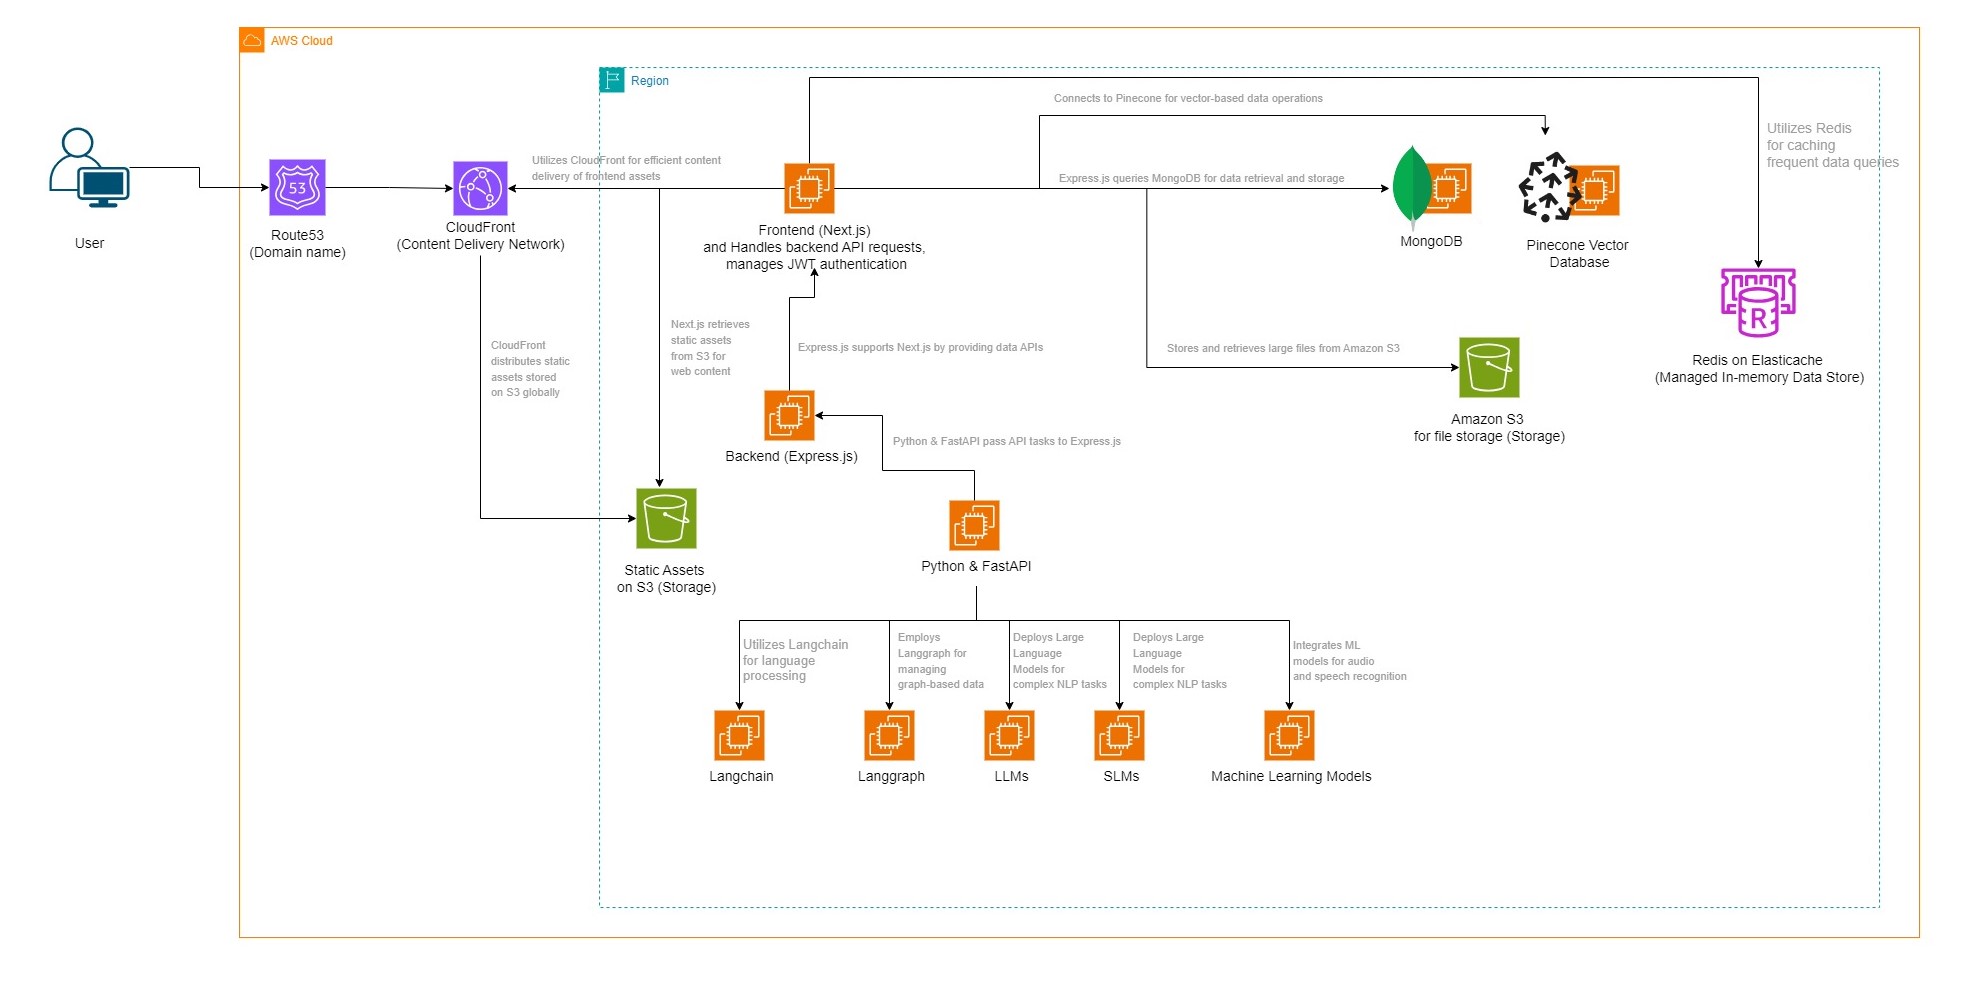 AWS Cloud
Region
Connects to Pinecone for vector-based data operations
Utilizes Redis
for caching
frequent data queries
Utilizes CloudFront for efficient content
delivery of frontend assets
Express.js queries MongoDB for data retrieval and storage
53
User
Route53
(Domain name)
CloudFront
(Content Delivery Network)
Frontend (Next.js)
and Handles backend API requests,
manages JWT authentication
MongoDB
Pinecone Vector
Database
R
Redis on Elasticache
(Managed In-memory Data Store)
CloudFront
distributes static
assets stored
on S3 globally
Next.js retrieves
static assets
from S3 for
web content
Express.js supports Next.js by providing data APIs
Stores and retrieves large files from Amazon S3
Amazon S3
for file storage (Storage)
Backend (Express.js)
Python & FastAPI pass API tasks to Express.js
Static Assets
on S3 (Storage)
Python & FastAPI
Utilizes Langchain
for language
processing
Employs
Langgraph for
managing
graph-based data
Deploys Large
Language
Models for
complex NLP tasks
Deploys Large
Language
Models for
complex NLP tasks
Integrates ML
models for audio
and speech recognition
Langchain
Langgraph
LLMs
SLMs
Machine Learning Models